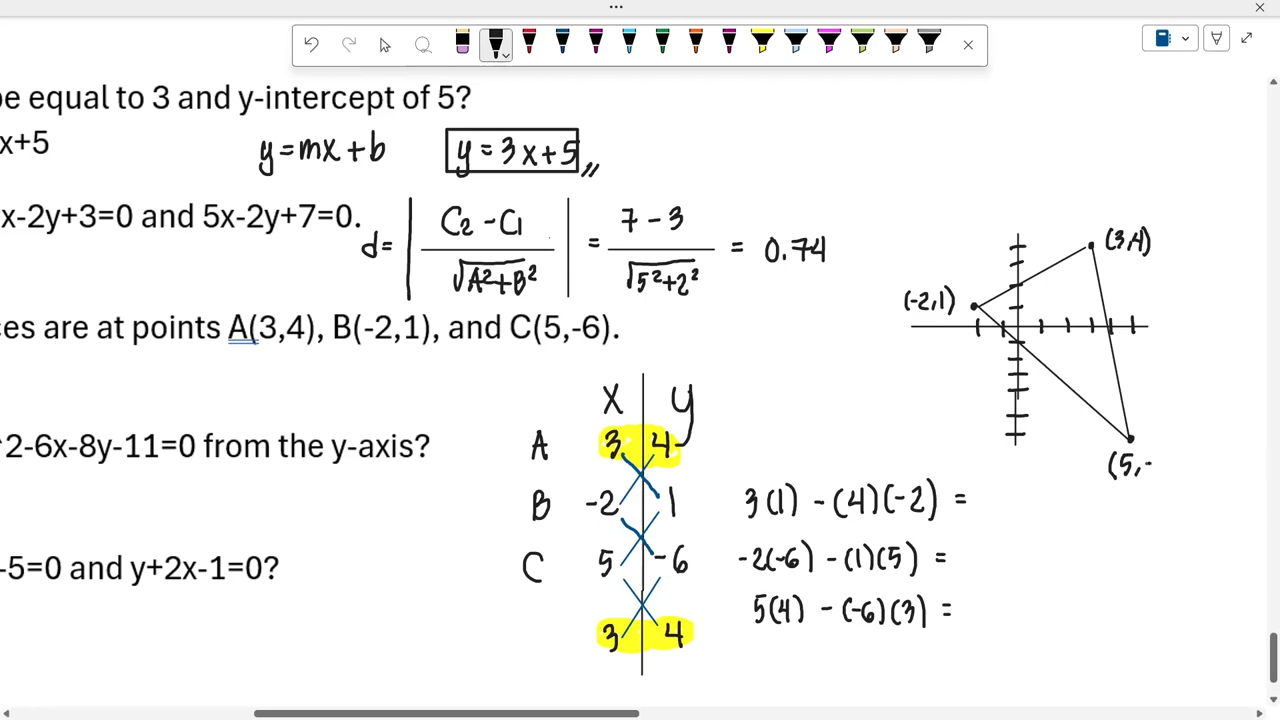 be equal to 3 and y-intercept of 5?
x+5 y = mx + b y = 3x+5
x-2y+3=0 and 5x-2y+7=0.
d = | C₂ - C₁ / √A²+B² | = 7 - 3 / √5²+2² = 0.74
(3,4)
(-2,1)
(5,-
ces are at points A(3,4), B(-2,1), and C(5,-6).
x y
A 3 4
^2-6x-8y-11=0 from the y-axis?
B -2 1 3(1) - (4)(-2) =
C 5 -6 -2(-6) - (1)(5) =
-5=0 and y+2x-1=0?
5(4) - (-6)(3) =
3 4